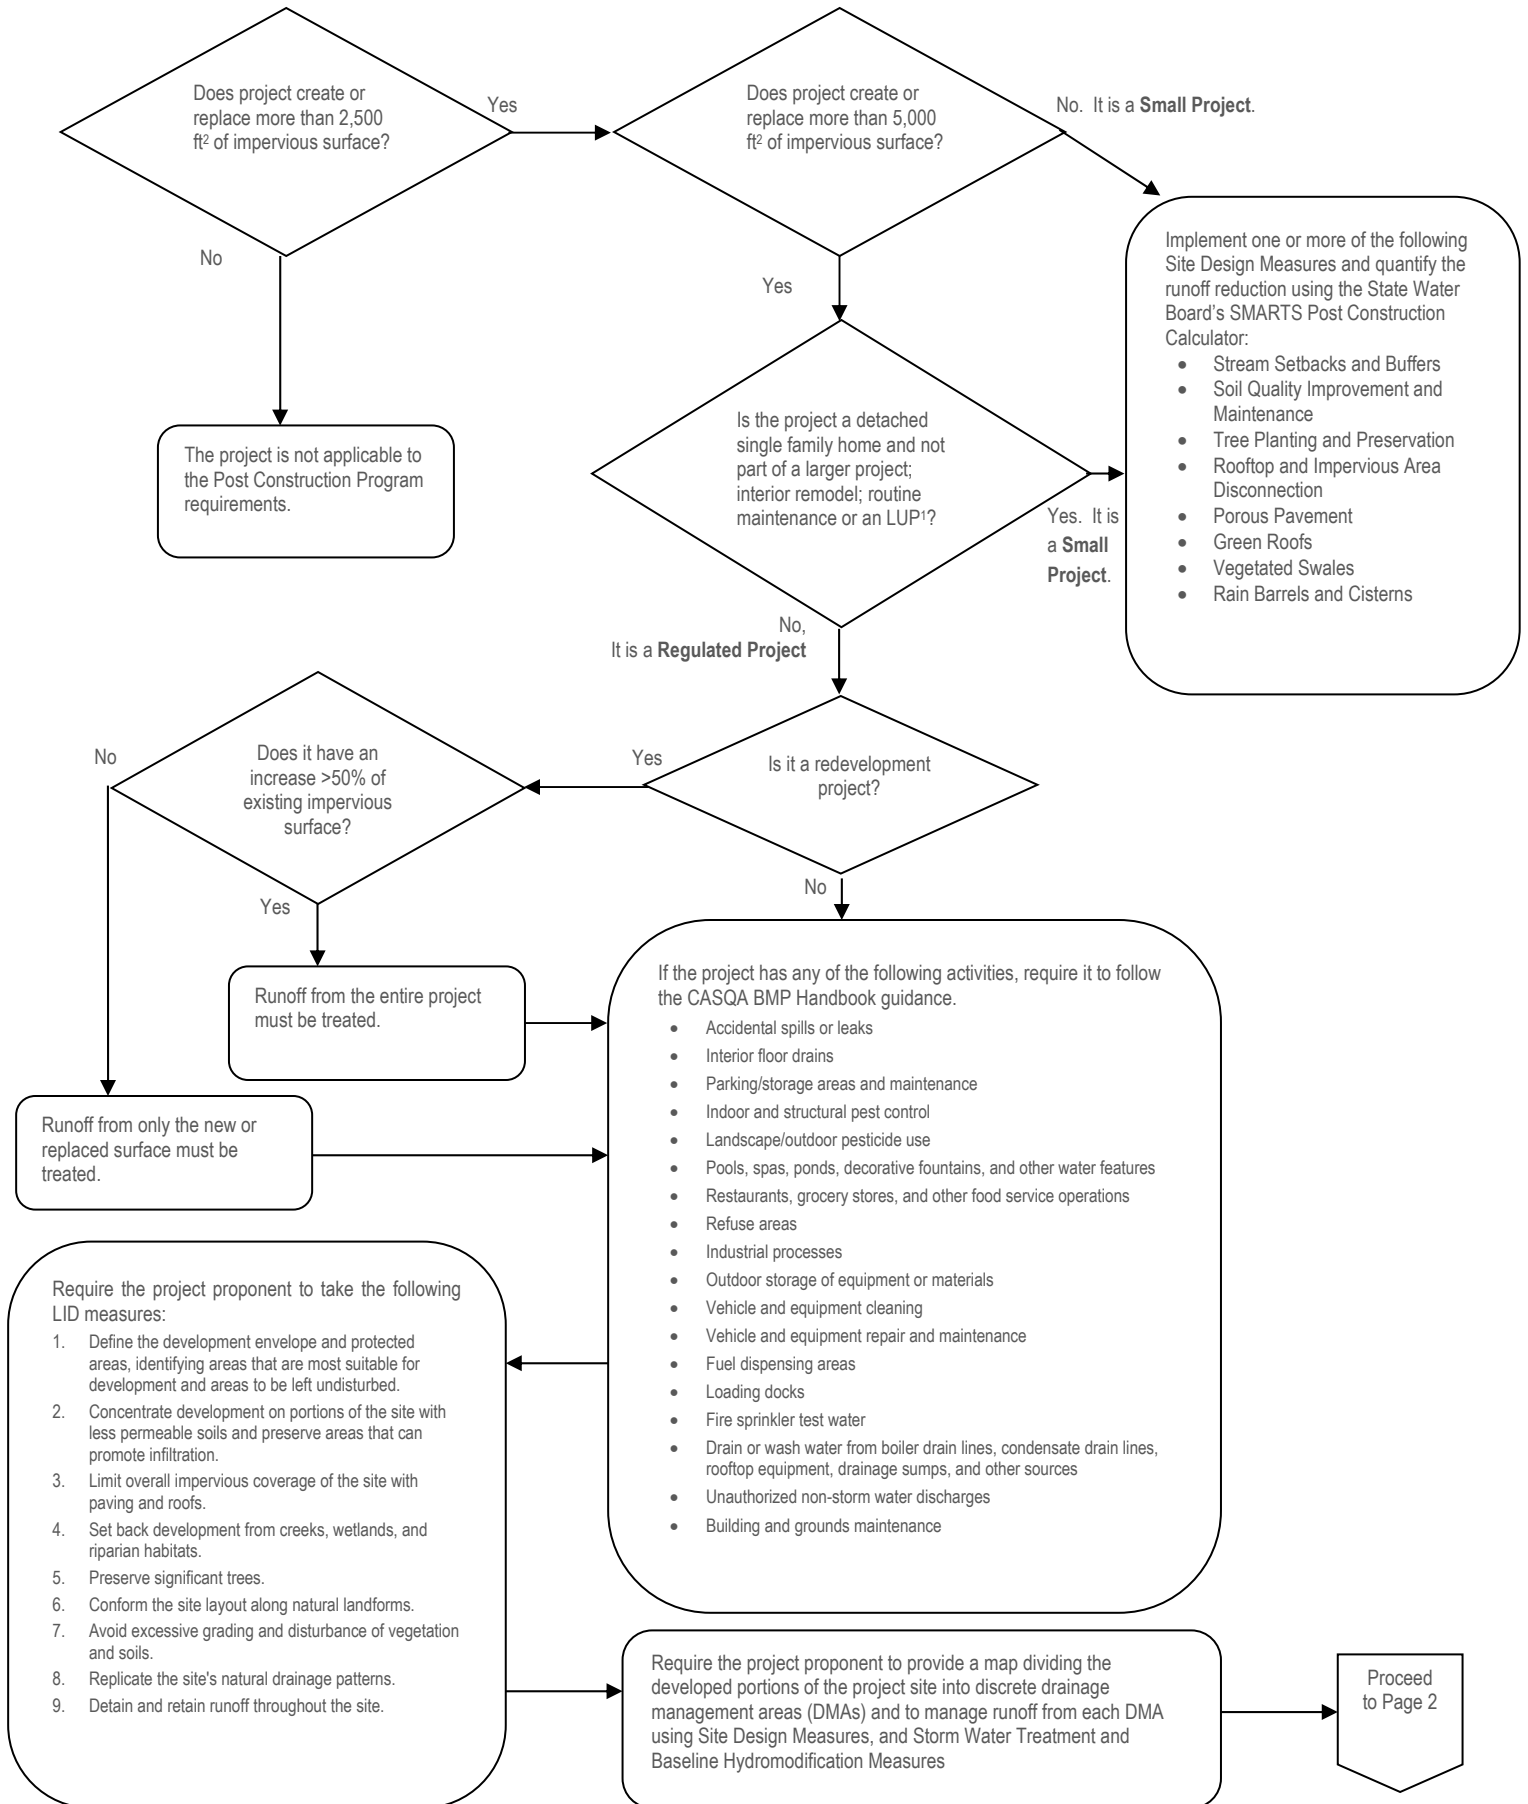 Does project create or
replace more than 2,500
ft² of impervious surface?
Yes
No
Does project create or
replace more than 5,000
ft² of impervious surface?
No. It is a Small Project.
Yes
The project is not applicable to
the Post Construction Program
requirements.
Is the project a detached
single family home and not
part of a larger project;
interior remodel; routine
maintenance or an LUP¹?
Yes. It is
a Small
Project.
Implement one or more of the following
Site Design Measures and quantify the
runoff reduction using the State Water
Board’s SMARTS Post Construction
Calculator:
• Stream Setbacks and Buffers
• Soil Quality Improvement and
Maintenance
• Tree Planting and Preservation
• Rooftop and Impervious Area
Disconnection
• Porous Pavement
• Green Roofs
• Vegetated Swales
• Rain Barrels and Cisterns
No,
It is a Regulated Project
Is it a redevelopment
project?
Yes
No
Does it have an
increase >50% of
existing impervious
surface?
No
Yes
Runoff from the entire project
must be treated.
Runoff from only the new or
replaced surface must be
treated.
If the project has any of the following activities, require it to follow
the CASQA BMP Handbook guidance.
• Accidental spills or leaks
• Interior floor drains
• Parking/storage areas and maintenance
• Indoor and structural pest control
• Landscape/outdoor pesticide use
• Pools, spas, ponds, decorative fountains, and other water features
• Restaurants, grocery stores, and other food service operations
• Refuse areas
• Industrial processes
• Outdoor storage of equipment or materials
• Vehicle and equipment cleaning
• Vehicle and equipment repair and maintenance
• Fuel dispensing areas
• Loading docks
• Fire sprinkler test water
• Drain or wash water from boiler drain lines, condensate drain lines,
rooftop equipment, drainage sumps, and other sources
• Unauthorized non-storm water discharges
• Building and grounds maintenance
Require the project proponent to take the following
LID measures:
1. Define the development envelope and protected
areas, identifying areas that are most suitable for
development and areas to be left undisturbed.
2. Concentrate development on portions of the site with
less permeable soils and preserve areas that can
promote infiltration.
3. Limit overall impervious coverage of the site with
paving and roofs.
4. Set back development from creeks, wetlands, and
riparian habitats.
5. Preserve significant trees.
6. Conform the site layout along natural landforms.
7. Avoid excessive grading and disturbance of vegetation
and soils.
8. Replicate the site's natural drainage patterns.
9. Detain and retain runoff throughout the site.
Require the project proponent to provide a map dividing the
developed portions of the project site into discrete drainage
management areas (DMAs) and to manage runoff from each DMA
using Site Design Measures, and Storm Water Treatment and
Baseline Hydromodification Measures
Proceed
to Page 2